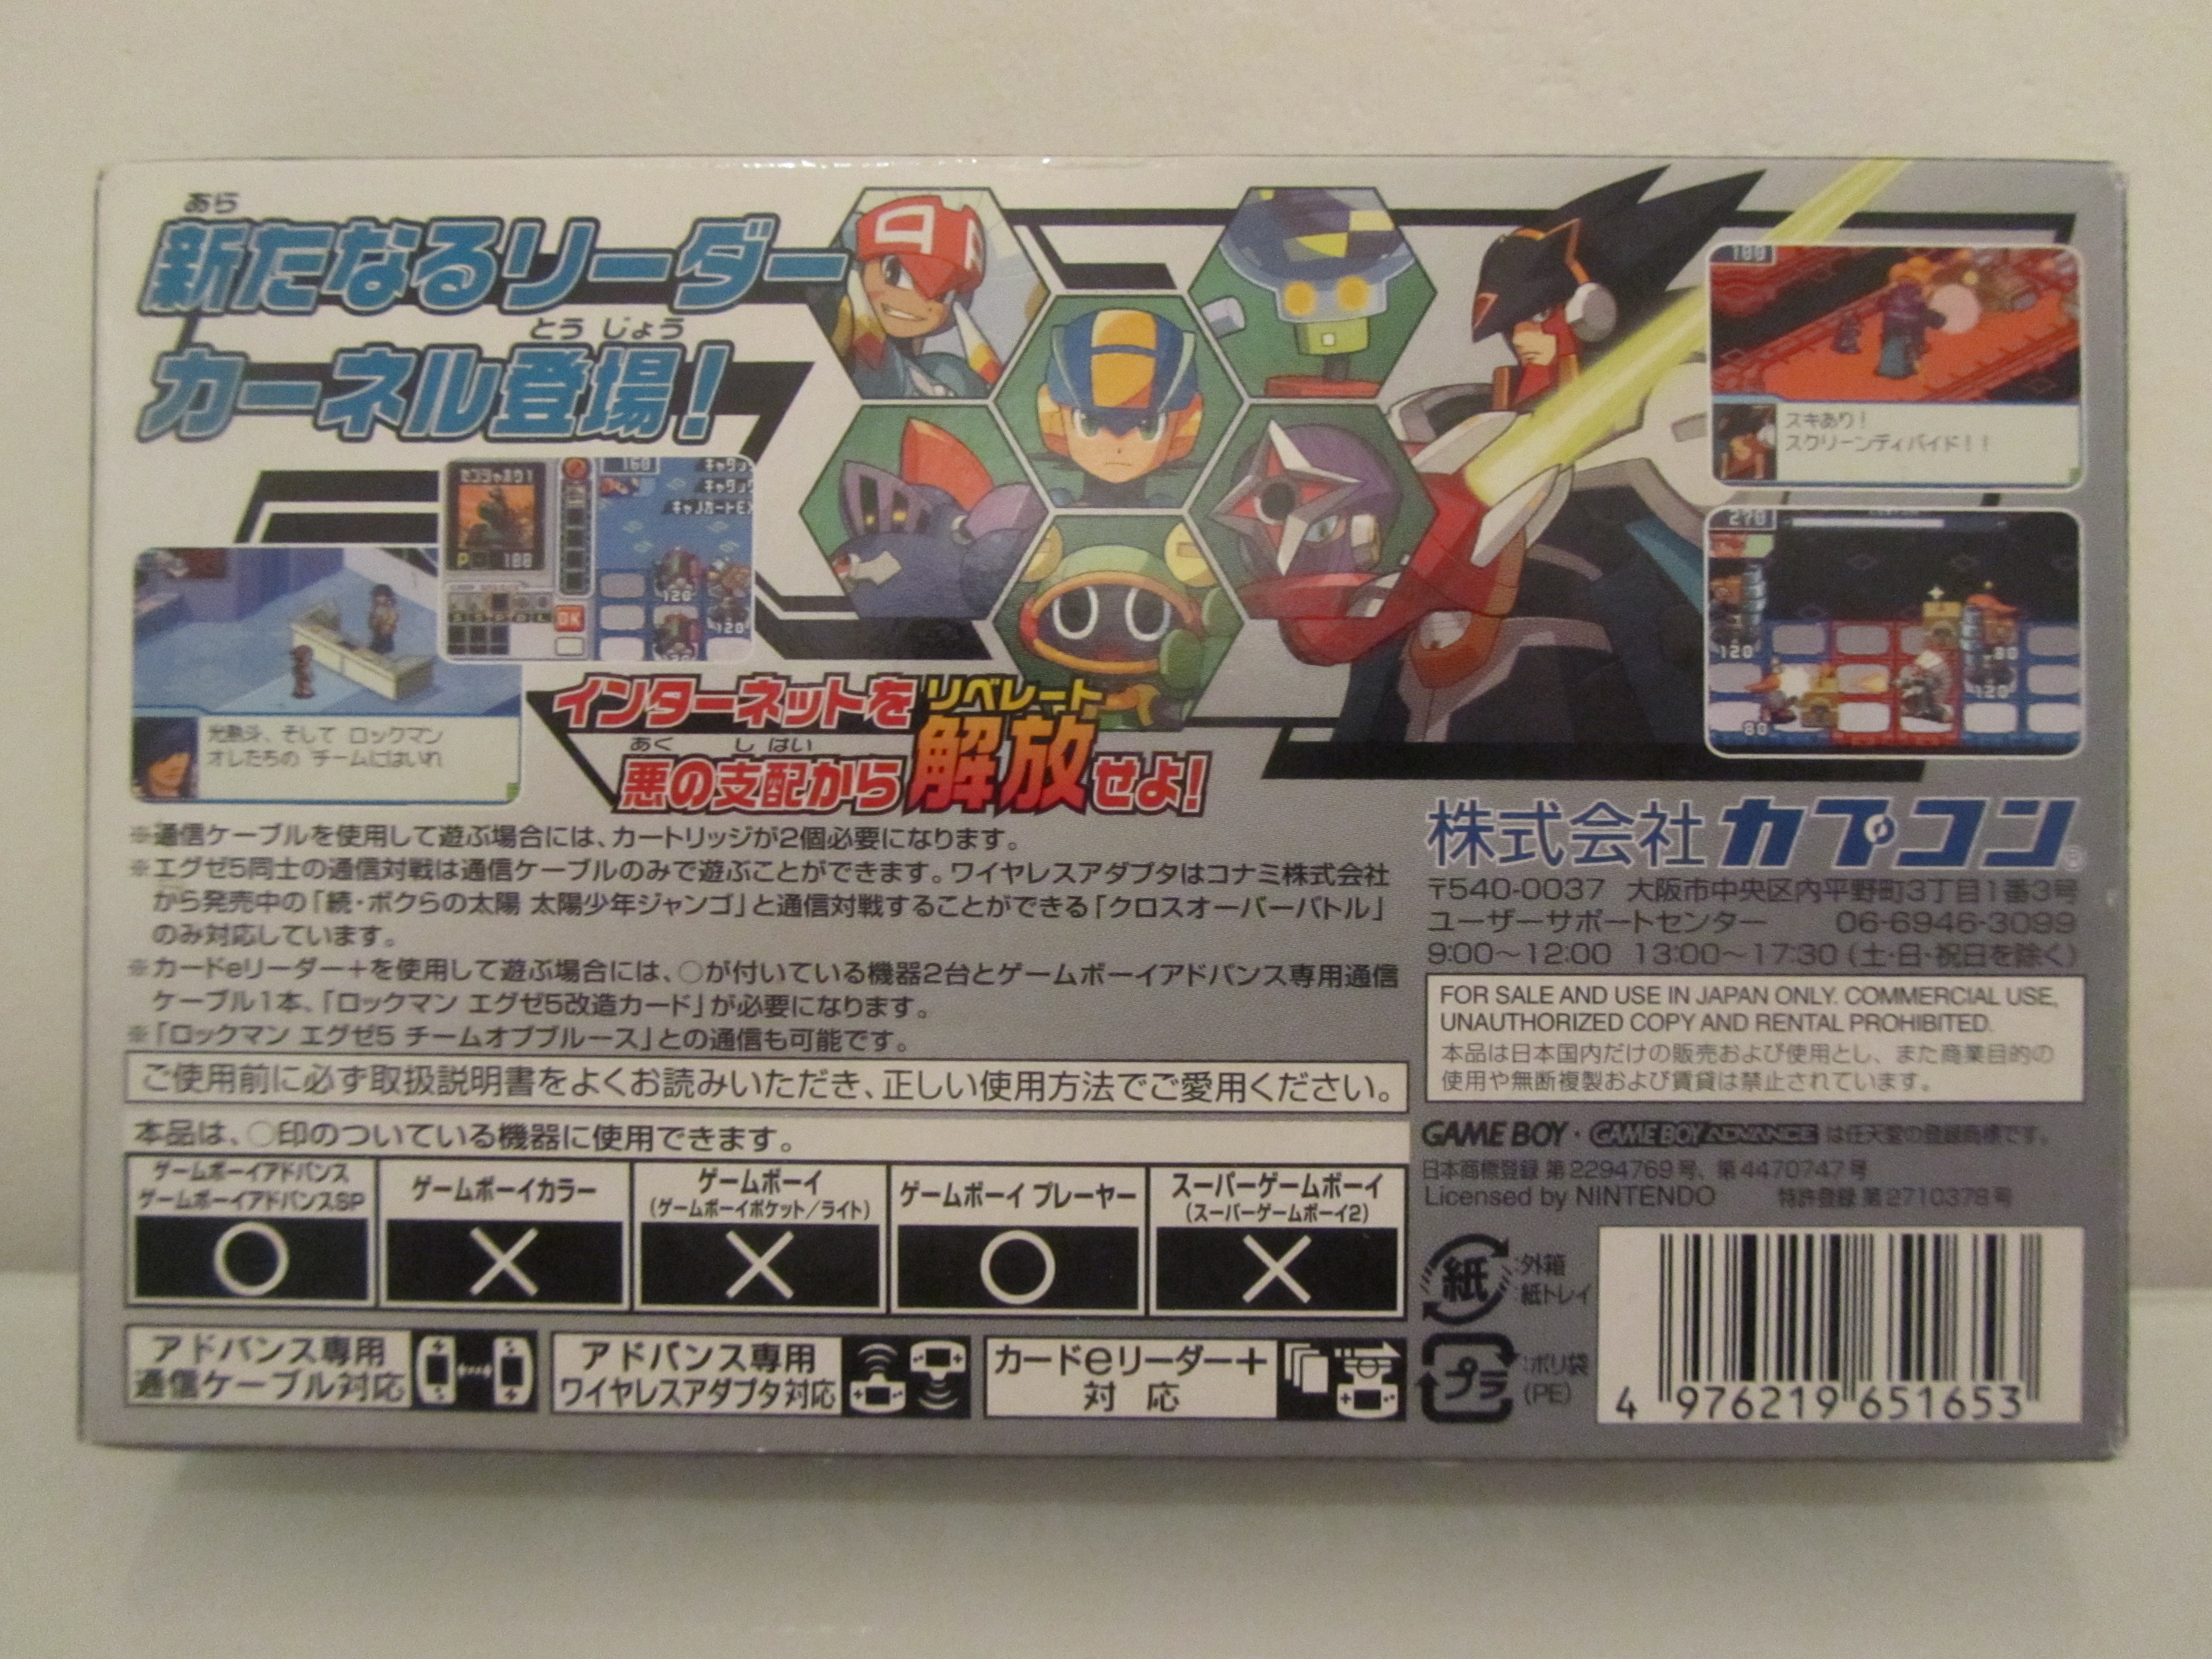 あら
新たなるリーダー
とう じょう
カーネル登場!
100
スキあり!
スクリーンディバイド!!
センシャホウ1
P 188
160
キャノガードEX
OK
120
120
光熱斗、そして ロックマン
オレたちの チームにはいれ
270
120
80
120
80
インターネットを
リベレート
あく し はい
悪の支配から解放せよ!
※通信ケーブルを使用して遊ぶ場合には、カートリッジが2個必要になります。
※エグゼ5同士の通信対戦は通信ケーブルのみで遊ぶことができます。ワイヤレスアダプタはコナミ株式会社
から発売中の「続・ボクらの太陽 太陽少年ジャンゴ」と通信対戦することができる「クロスオーバーバトル」
のみ対応しています。
※カードeリーダー+を使用して遊ぶ場合には、○が付いている機器2台とゲームボーイアドバンス専用通信
ケーブル1本、「ロックマン エグゼ5改造カード」が必要になります。
※「ロックマン エグゼ5 チームオブブルース」との通信も可能です。
ご使用前に必ず取扱説明書をよくお読みいただき、正しい使用方法でご愛用ください。
本品は、○印のついている機器に使用できます。
ゲームボーイアドバンス
ゲームボーイアドバンスSP
○
ゲームボーイカラー
×
ゲームボーイ
(ゲームボーイポケット/ライト)
×
ゲームボーイ プレーヤー
○
スーパーゲームボーイ
(スーパーゲームボーイ2)
×
アドバンス専用
通信ケーブル対応
アドバンス専用
ワイヤレスアダプタ対応
カードeリーダー+
対 応
株式会社カプコン®
〒540-0037 大阪市中央区内平野町3丁目1番3号
ユーザーサポートセンター 06-6946-3099
9:00〜12:00 13:00〜17:30(土・日・祝日を除く)
FOR SALE AND USE IN JAPAN ONLY. COMMERCIAL USE,
UNAUTHORIZED COPY AND RENTAL PROHIBITED.
本品は日本国内だけの販売および使用とし、また商業目的の
使用や無断複製および賃貸は禁止されています。
GAME BOY・GAME BOY ADVANCE は任天堂の登録商標です。
日本商標登録 第2294769号、第4470747号
Licensed by NINTENDO 特許登録 第2710378号
紙 :外箱
紙トレイ
プラ :ポリ袋
(PE)
4 976219 651653